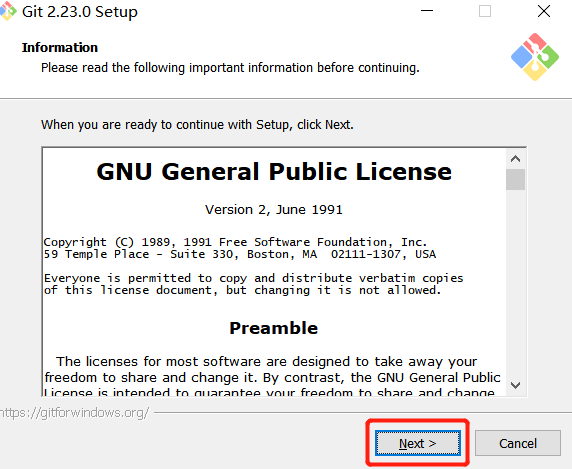 Git 2.23.0 Setup
Information
Please read the following important information before continuing.
When you are ready to continue with Setup, click Next.
GNU General Public License
Version 2, June 1991
Copyright (C) 1989, 1991 Free Software Foundation, Inc.
59 Temple Place - Suite 330, Boston, MA  02111-1307, USA
Everyone is permitted to copy and distribute verbatim copies
of this license document, but changing it is not allowed.
Preamble
The licenses for most software are designed to take away your
freedom to share and change it. By contrast, the GNU General Public
License is intended to guarantee your freedom to share and change
https://gitforwindows.org/
Next >
Cancel